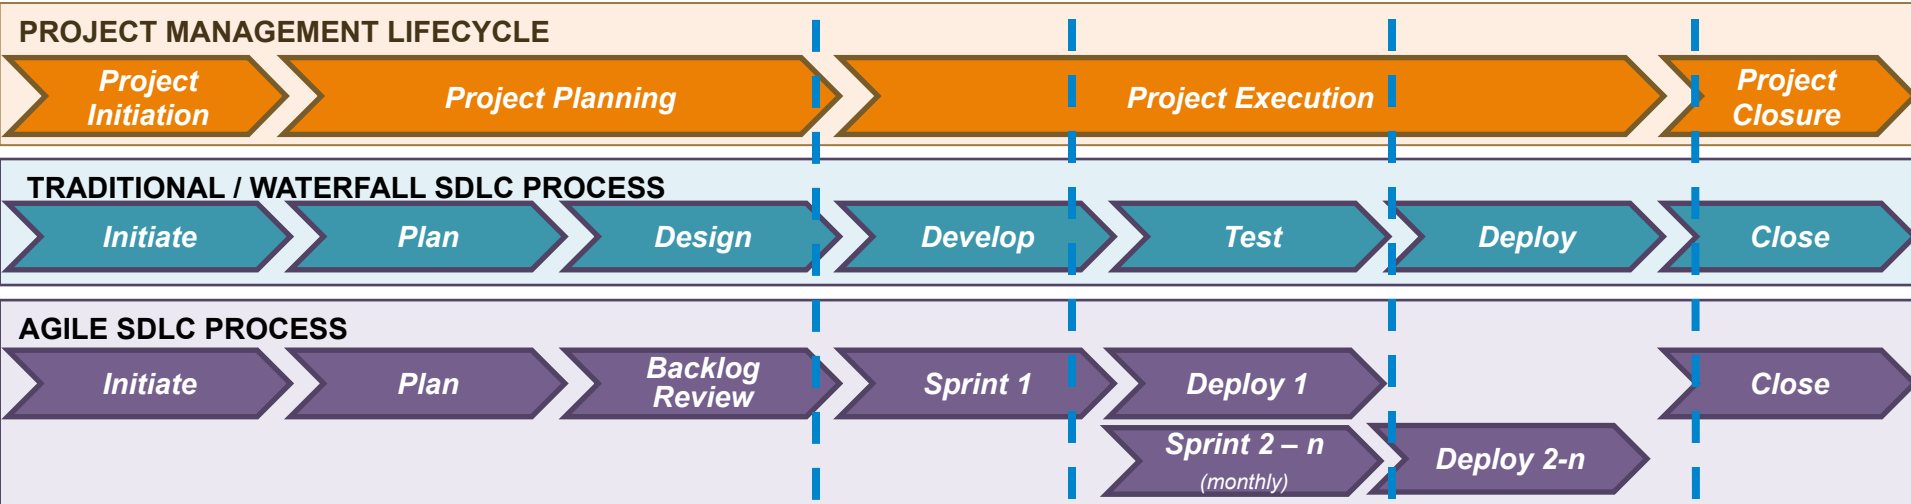 PROJECT MANAGEMENT LIFECYCLE
Project
Initiation
Project Planning
Project Execution
Project
Closure
TRADITIONAL / WATERFALL SDLC PROCESS
Initiate
Plan
Design
Develop
Test
Deploy
Close
AGILE SDLC PROCESS
Initiate
Plan
Backlog
Review
Sprint 1
Deploy 1
Close
Sprint 2 – n
(monthly)
Deploy 2-n